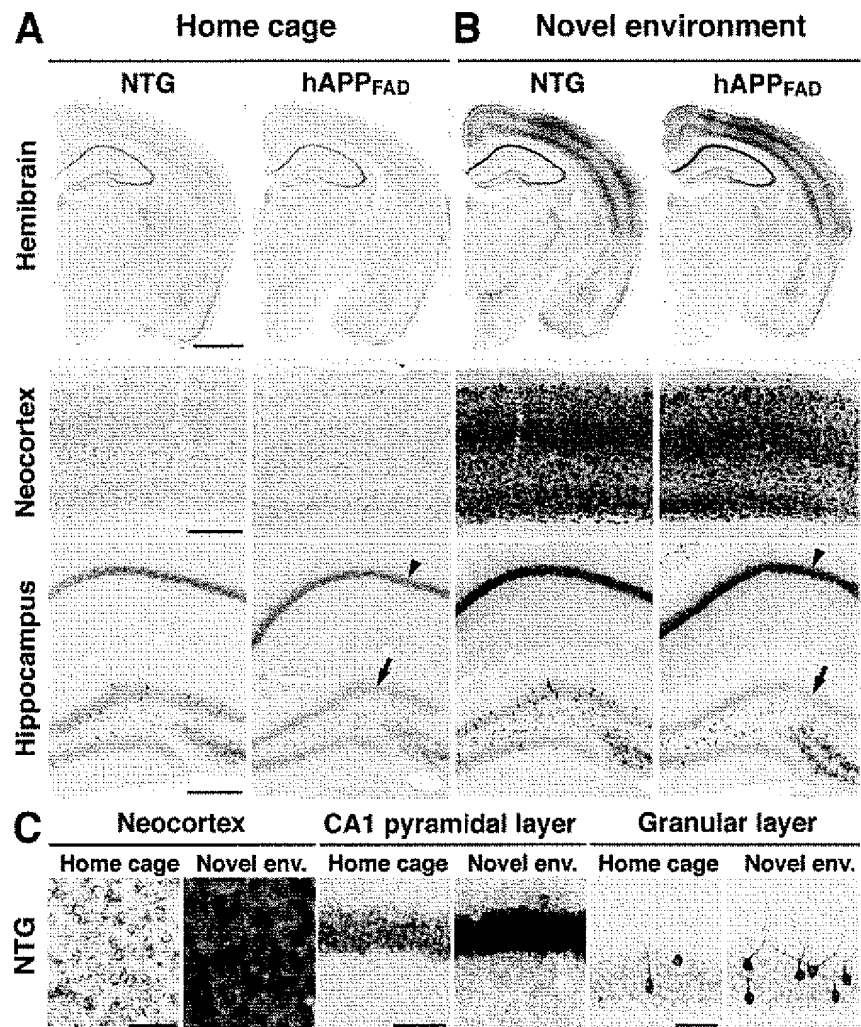 A Home cage B Novel environment
NTG hAPPFAD NTG hAPPFAD
Hemibrain
Neocortex
Hippocampus
C Neocortex CA1 pyramidal layer Granular layer
Home cage Novel env. Home cage Novel env. Home cage Novel env.
NTG